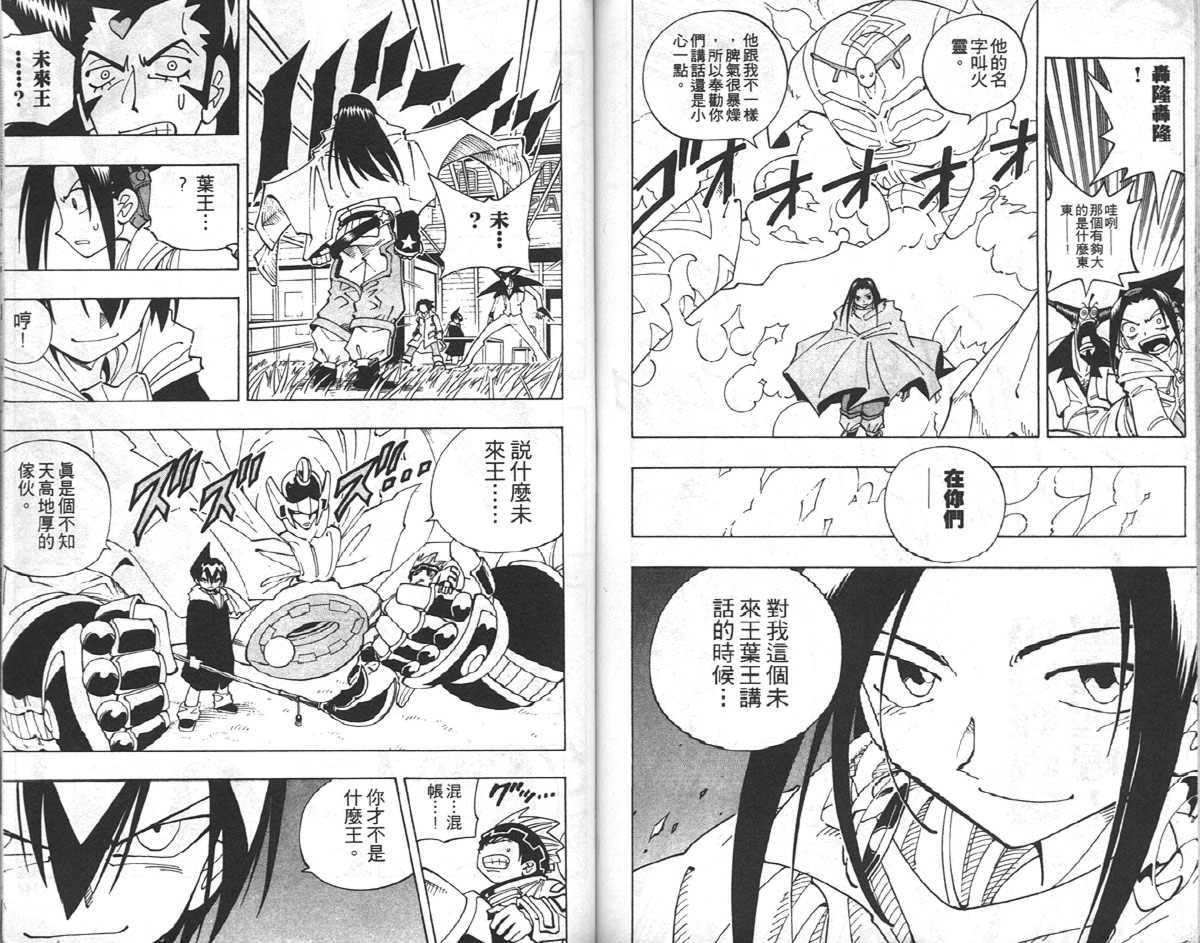 轟隆轟隆
！
哇咧——
那個有夠大
的是什麼東
東——！
他的名
字叫火
靈。
他跟我不一樣
，脾氣很暴燥
，所以奉勸你
們講話還是小
心一點。
ズオオオオ
在你們
——
對我這個未
來王葉王講
話的時候…
未…
？
未來王
……？
葉王…
？
哼！
説什麼未
來王……
ズズズ…
眞是個不知
天高地厚的
傢伙。
グッ…
混…混
帳…！
你才不是
什麼王。